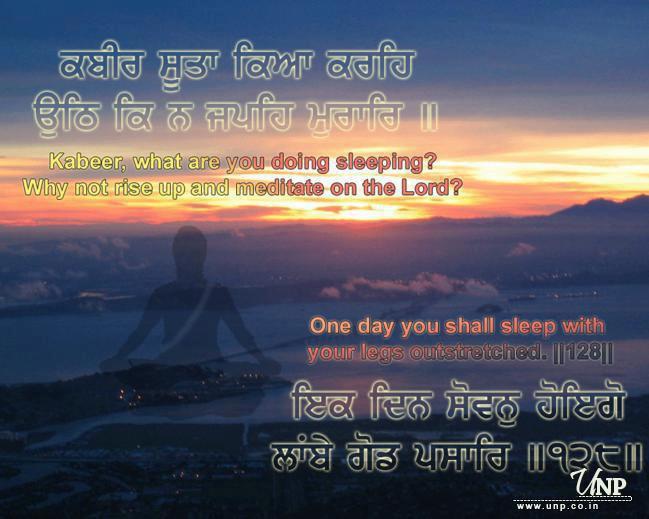 ਕਬੀਰ ਸੂਤਾ ਕਿਆ ਕਰਹਿ
ਊਠਿ ਕਿ ਨ ਜਪਹਿ ਮੁਰਾਰਿ ॥
Kabeer, what are you doing sleeping?
Why not rise up and meditate on the Lord?
One day you shall sleep with
your legs outstretched. ||128||
ਇਕ ਦਿਨ ਸੋਵਨੁ ਹੋਇਗੋ
ਲਾਂਬੇ ਗੋਡ ਪਸਾਰਿ ॥੧੨੮॥
UNP
www.unp.co.in